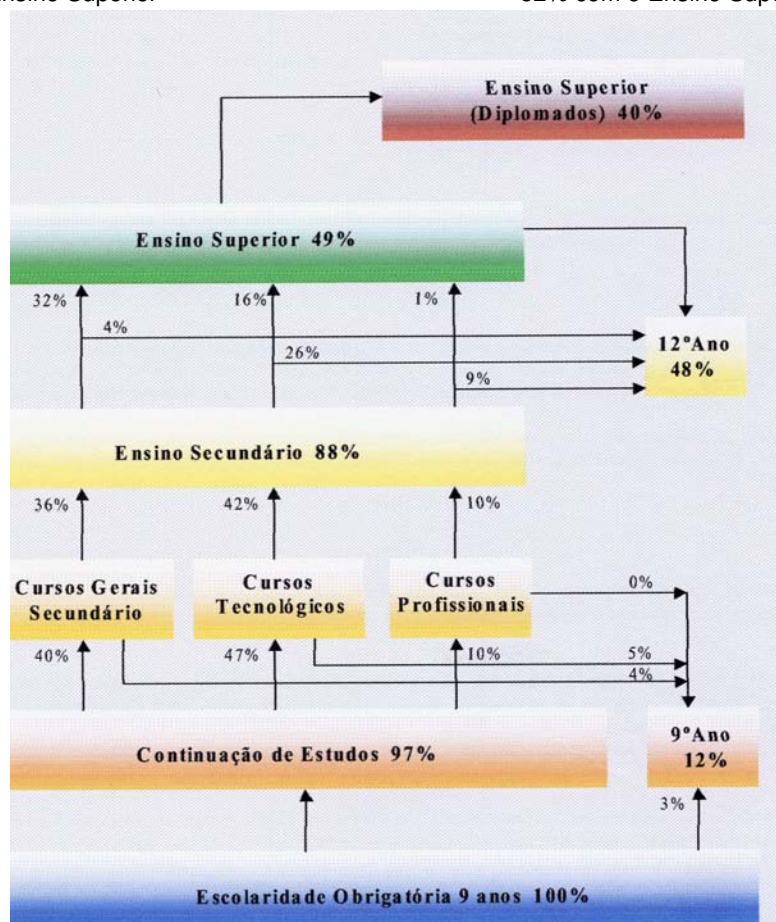 Ensino Superior
Ensino Superior
(Diplomados) 40%
Ensino Superior 49%
32%
16%
1%
4%
26%
9%
12ºAno
48%
Ensino Secundário 88%
36%
42%
10%
Cursos Gerais
Secundário
Cursos
Tecnológicos
Cursos
Profissionais
0%
40%
47%
10%
5%
4%
Continuação de Estudos 97%
9ºAno
12%
3%
Escolaridade Obrigatória 9 anos 100%